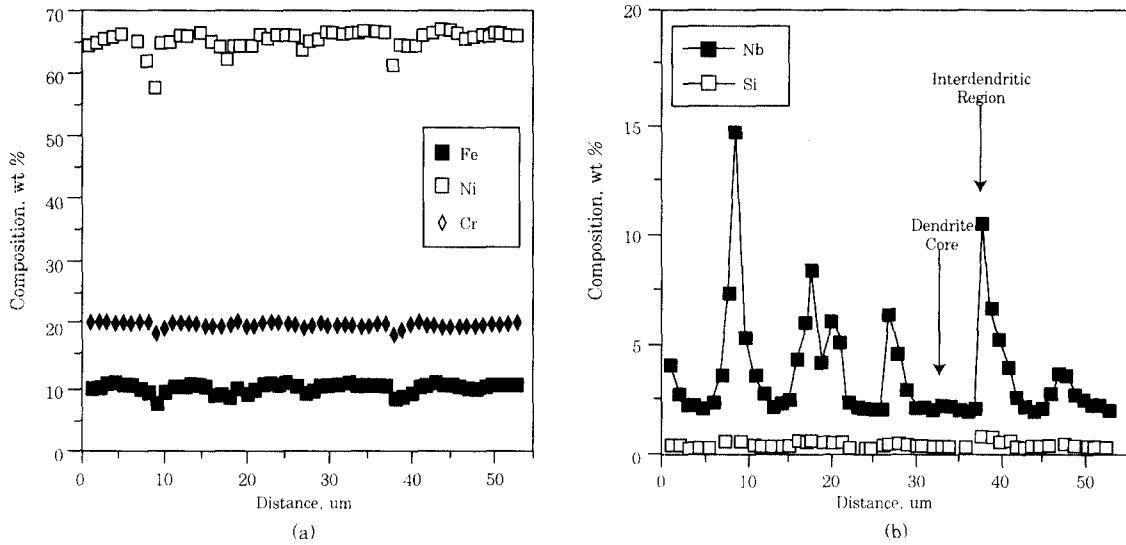 70
60
50
40
30
20
10
0
Composition, wt %
Fe
Ni
Cr
0
10
20
30
40
50
Distance, um
(a)
20
15
10
5
0
Composition, wt %
Nb
Si
Interdendritic
Region
Dendrite
Core
0
10
20
30
40
50
Distance, um
(b)